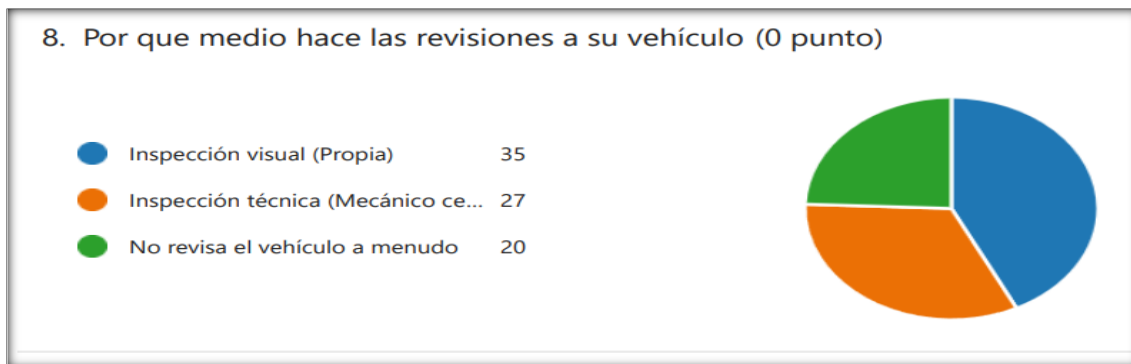 8. Por que medio hace las revisiones a su vehículo (0 punto)
Inspección visual (Propia) 35
Inspección técnica (Mecánico ce... 27
No revisa el vehículo a menudo 20